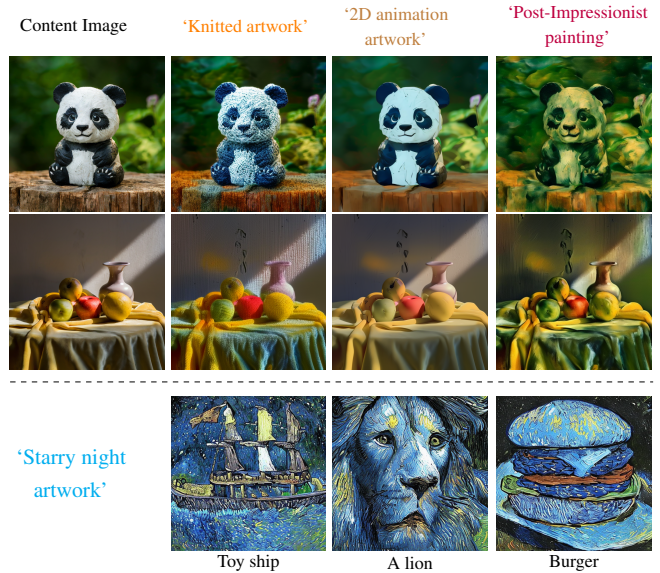 Content Image
‘Knitted artwork’
‘2D animation
artwork’
‘Post-Impressionist
painting’
‘Starry night
artwork’
Toy ship
A lion
Burger